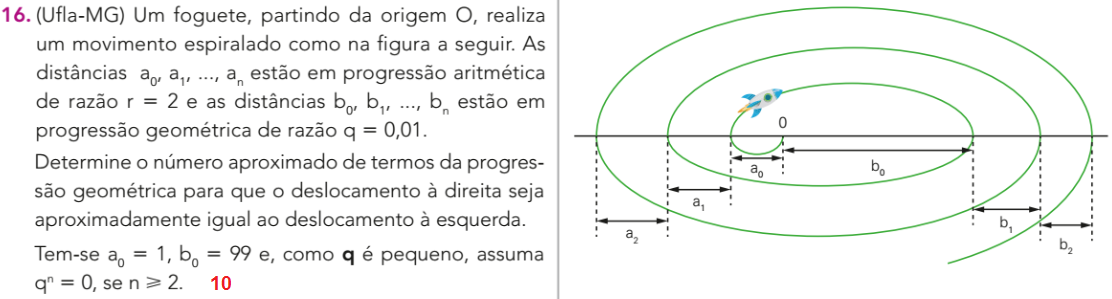 16. (Ufla-MG) Um foguete, partindo da origem O, realiza
um movimento espiralado como na figura a seguir. As
distâncias a₀, a₁, ..., aₙ estão em progressão aritmética
de razão r = 2 e as distâncias b₀, b₁, ..., bₙ estão em
progressão geométrica de razão q = 0,01.
Determine o número aproximado de termos da progres-
são geométrica para que o deslocamento à direita seja
aproximadamente igual ao deslocamento à esquerda.
Tem-se a₀ = 1, b₀ = 99 e, como q é pequeno, assuma
qⁿ = 0, se n ⩾ 2. 10
0
a₀
b₀
a₁
b₁
a₂
b₂